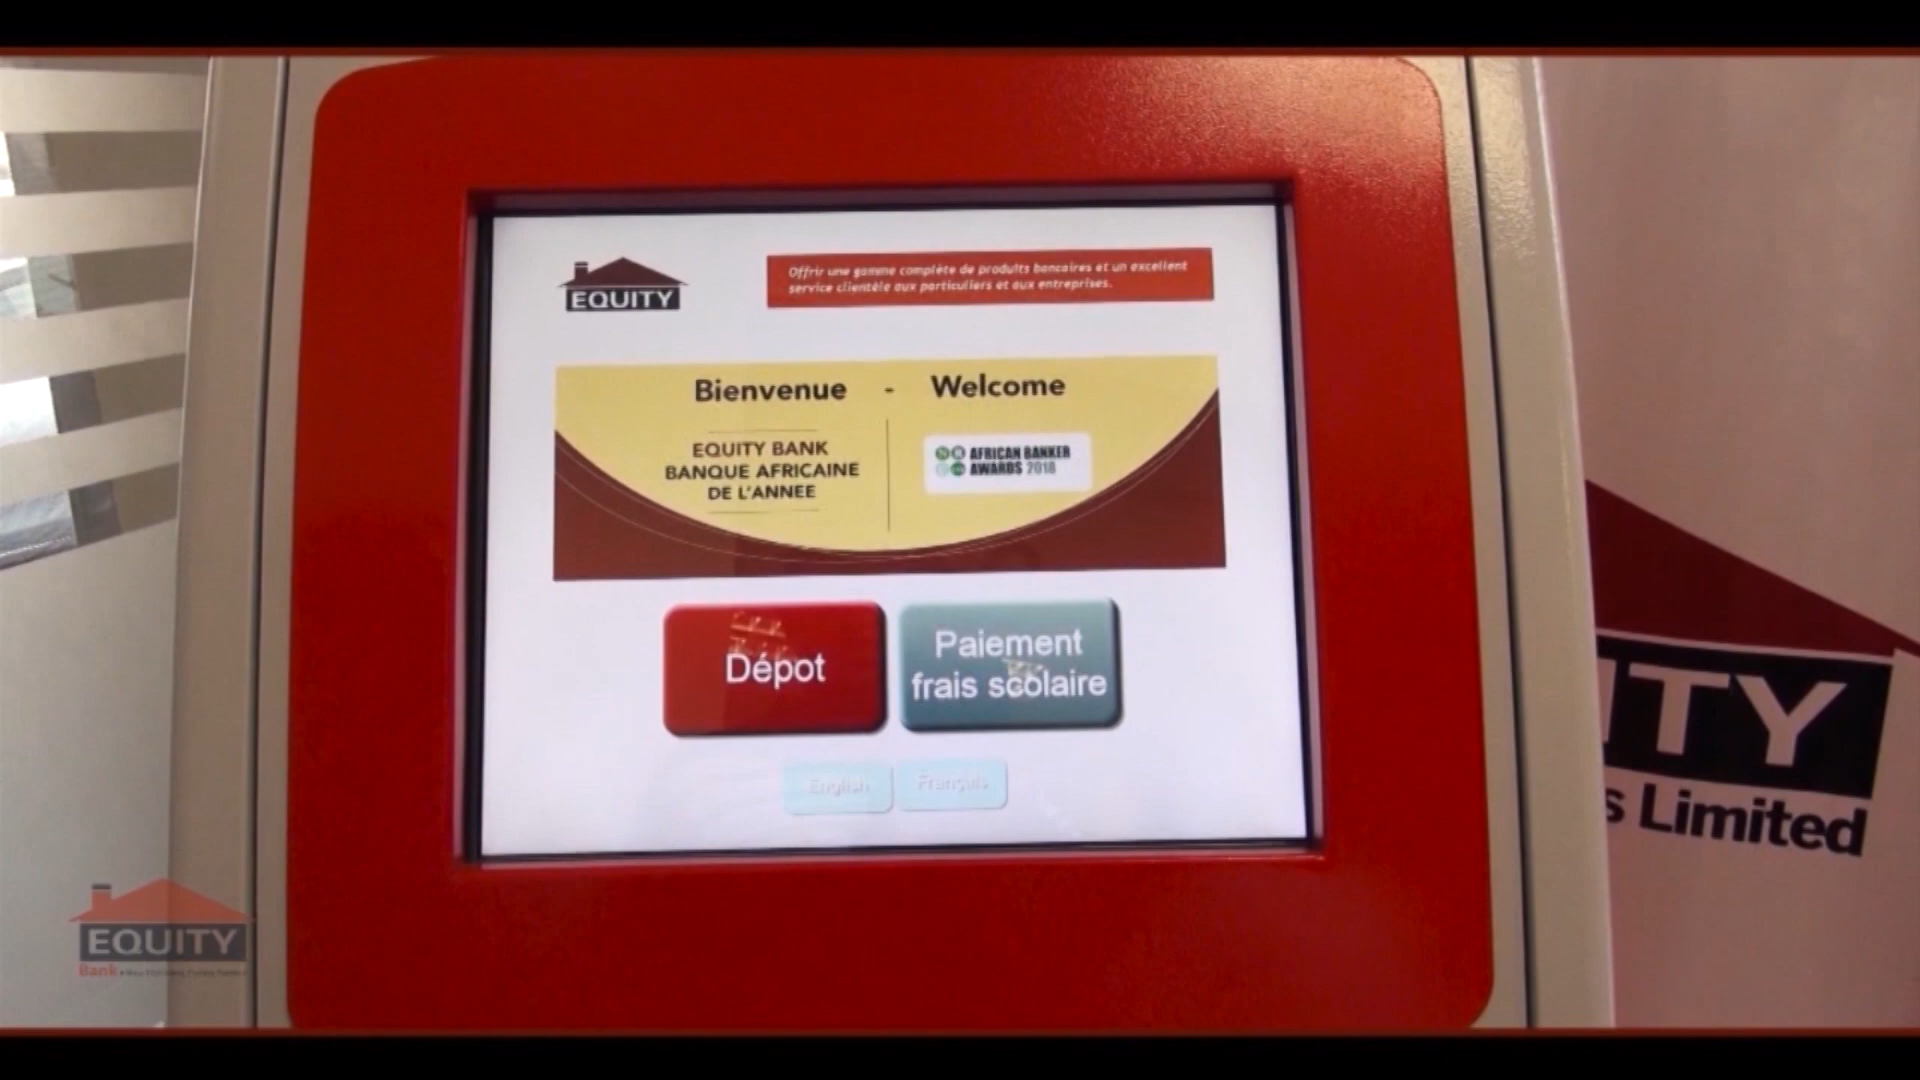 EQUITY
Offrir une gamme complète de produits bancaires et un excellent
service clientèle aux particuliers et aux entreprises.
Bienvenue - Welcome
EQUITY BANK
BANQUE AFRICAINE
DE L'ANNEE
AFRICAN BANKER
AWARDS 2018
Dépot
Paiement
frais scolaire
English
Français
ITY
s Limited
EQUITY
Bank